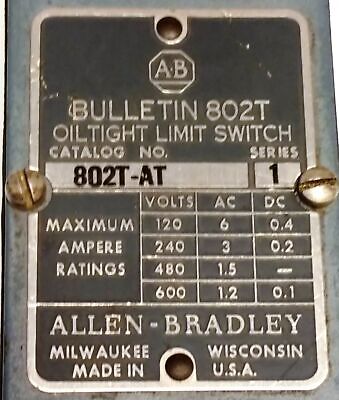 A-B
BULLETIN 802T
OILTIGHT LIMIT SWITCH
CATALOG NO. SERIES
802T-AT 1
VOLTS AC DC
MAXIMUM 120 6 0.4
AMPERE 240 3 0.2
RATINGS 480 1.5 —
600 1.2 0.1
ALLEN-BRADLEY
MILWAUKEE WISCONSIN
MADE IN U.S.A.